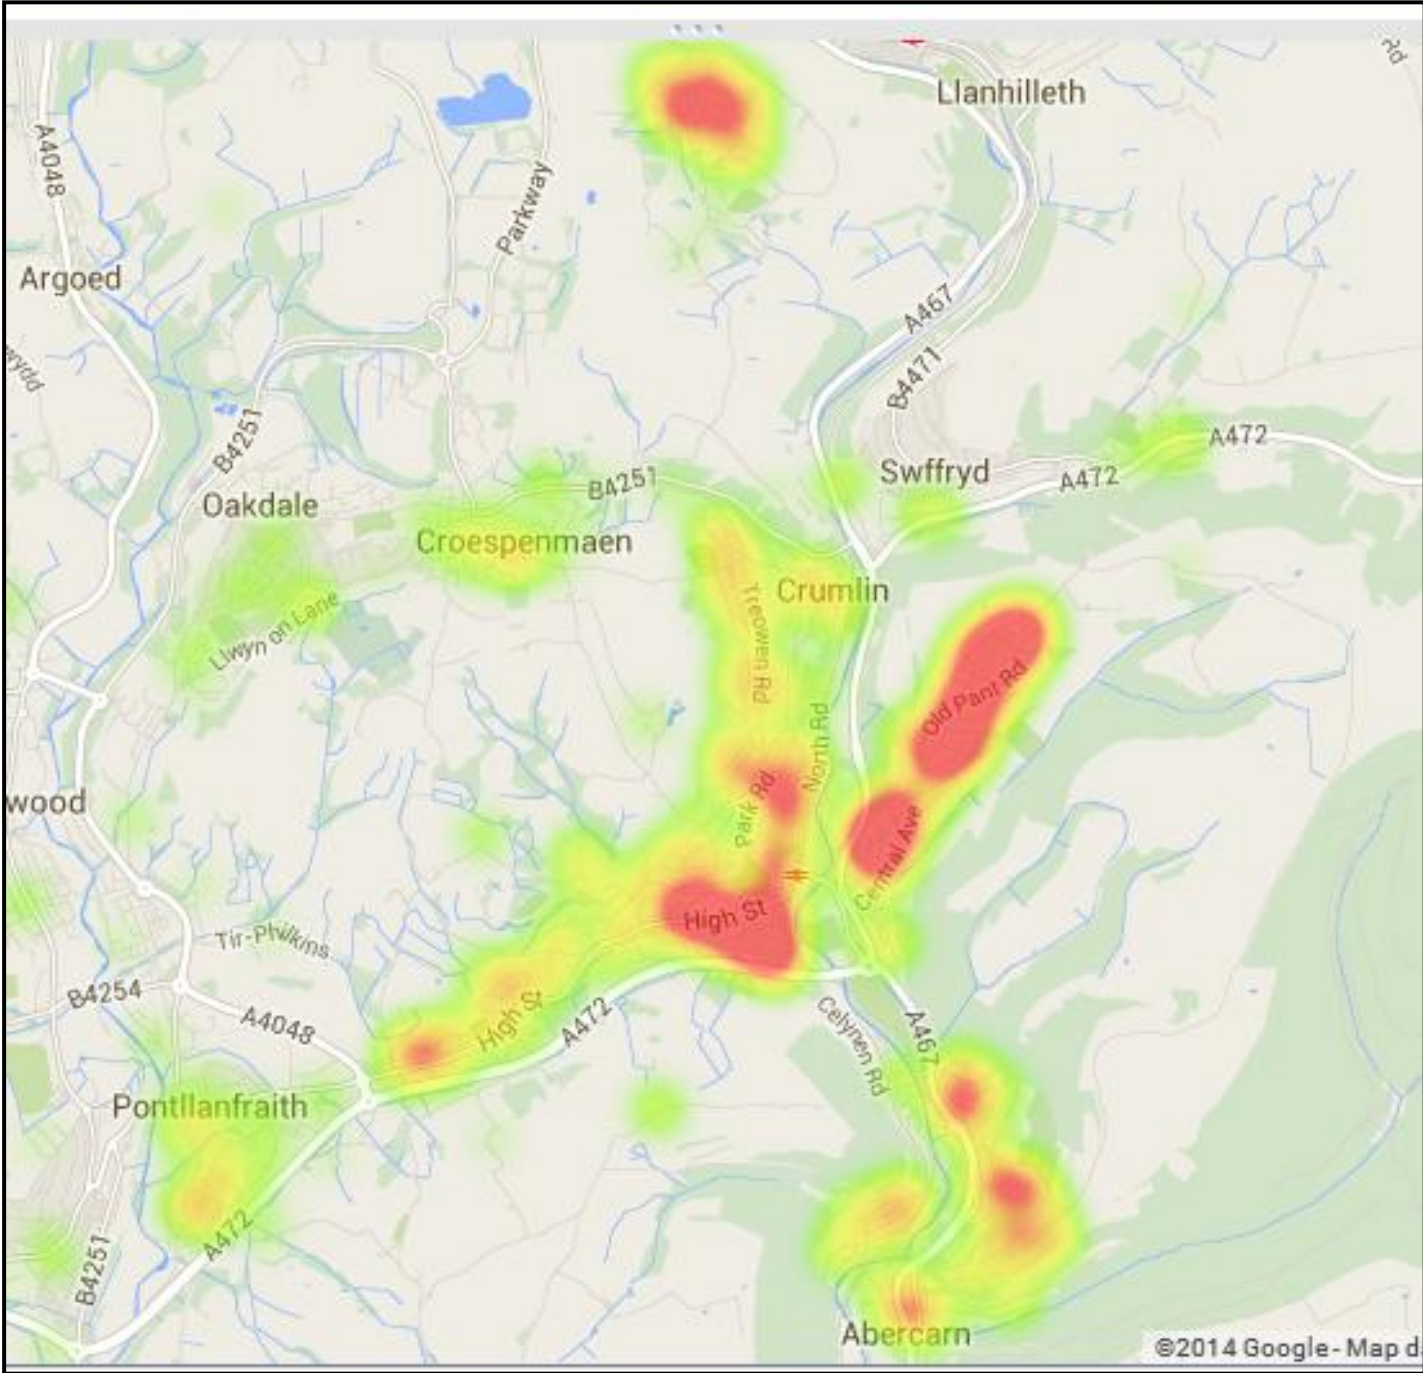 Rd
Llanhilleth
A4048
Parkway
Argoed
A467
B4471
B4251
A472
Swffryd
A472
B4251
Oakdale
Croespenmaen
Crumlin
Treowen Rd
Llwyn on Lane
Old Pant Rd
North Rd
Park Rd
wood
Central Ave
High St
Tir-Philkins
B4254
A4048
High St
A472
Celynen Rd
A467
Pontllanfraith
A472
B4251
Abercarn
©2014 Google - Map d